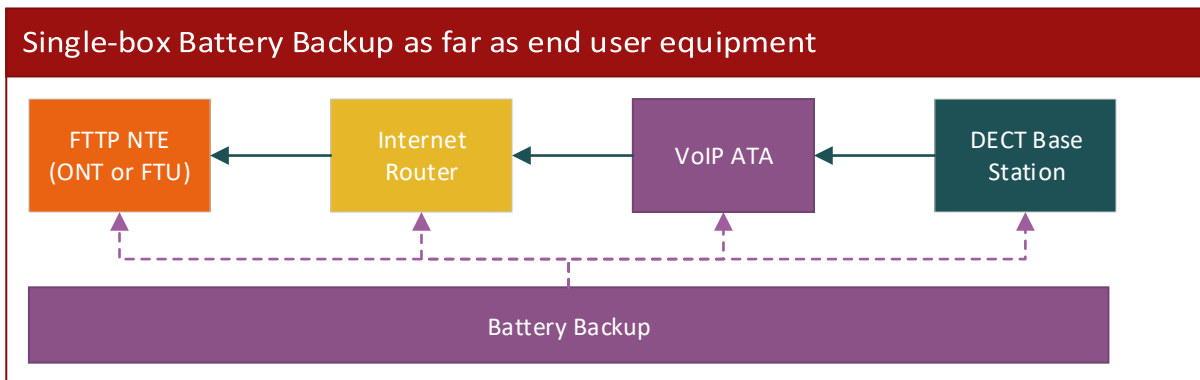 Single-box Battery Backup as far as end user equipment
FTTP NTE
(ONT or FTU)
Internet
Router
VoIP ATA
DECT Base
Station
Battery Backup